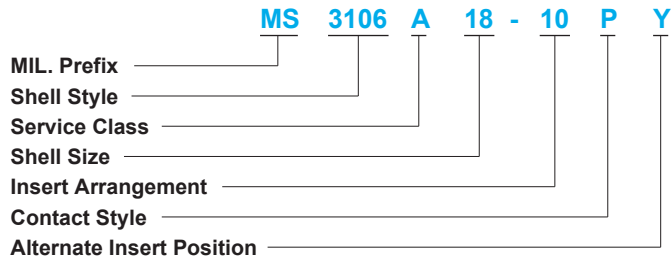 MS 3106 A 18 - 10 P Y
MIL. Prefix
Shell Style
Service Class
Shell Size
Insert Arrangement
Contact Style
Alternate Insert Position